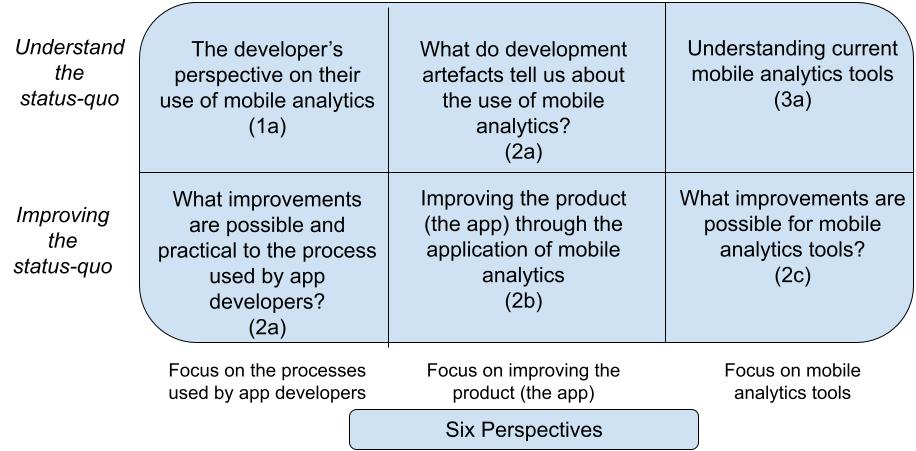 Understand
the
status-quo
The developer's
perspective on their
use of mobile analytics
(1a)
What do development
artefacts tell us about
the use of mobile
analytics?
(2a)
Understanding current
mobile analytics tools
(3a)
Improving
the
status-quo
What improvements
are possible and
practical to the process
used by app
developers?
(2a)
Improving the product
(the app) through the
application of mobile
analytics
(2b)
What improvements are
possible for mobile
analytics tools?
(2c)
Focus on the processes
used by app developers
Focus on improving the
product (the app)
Focus on mobile
analytics tools
Six Perspectives